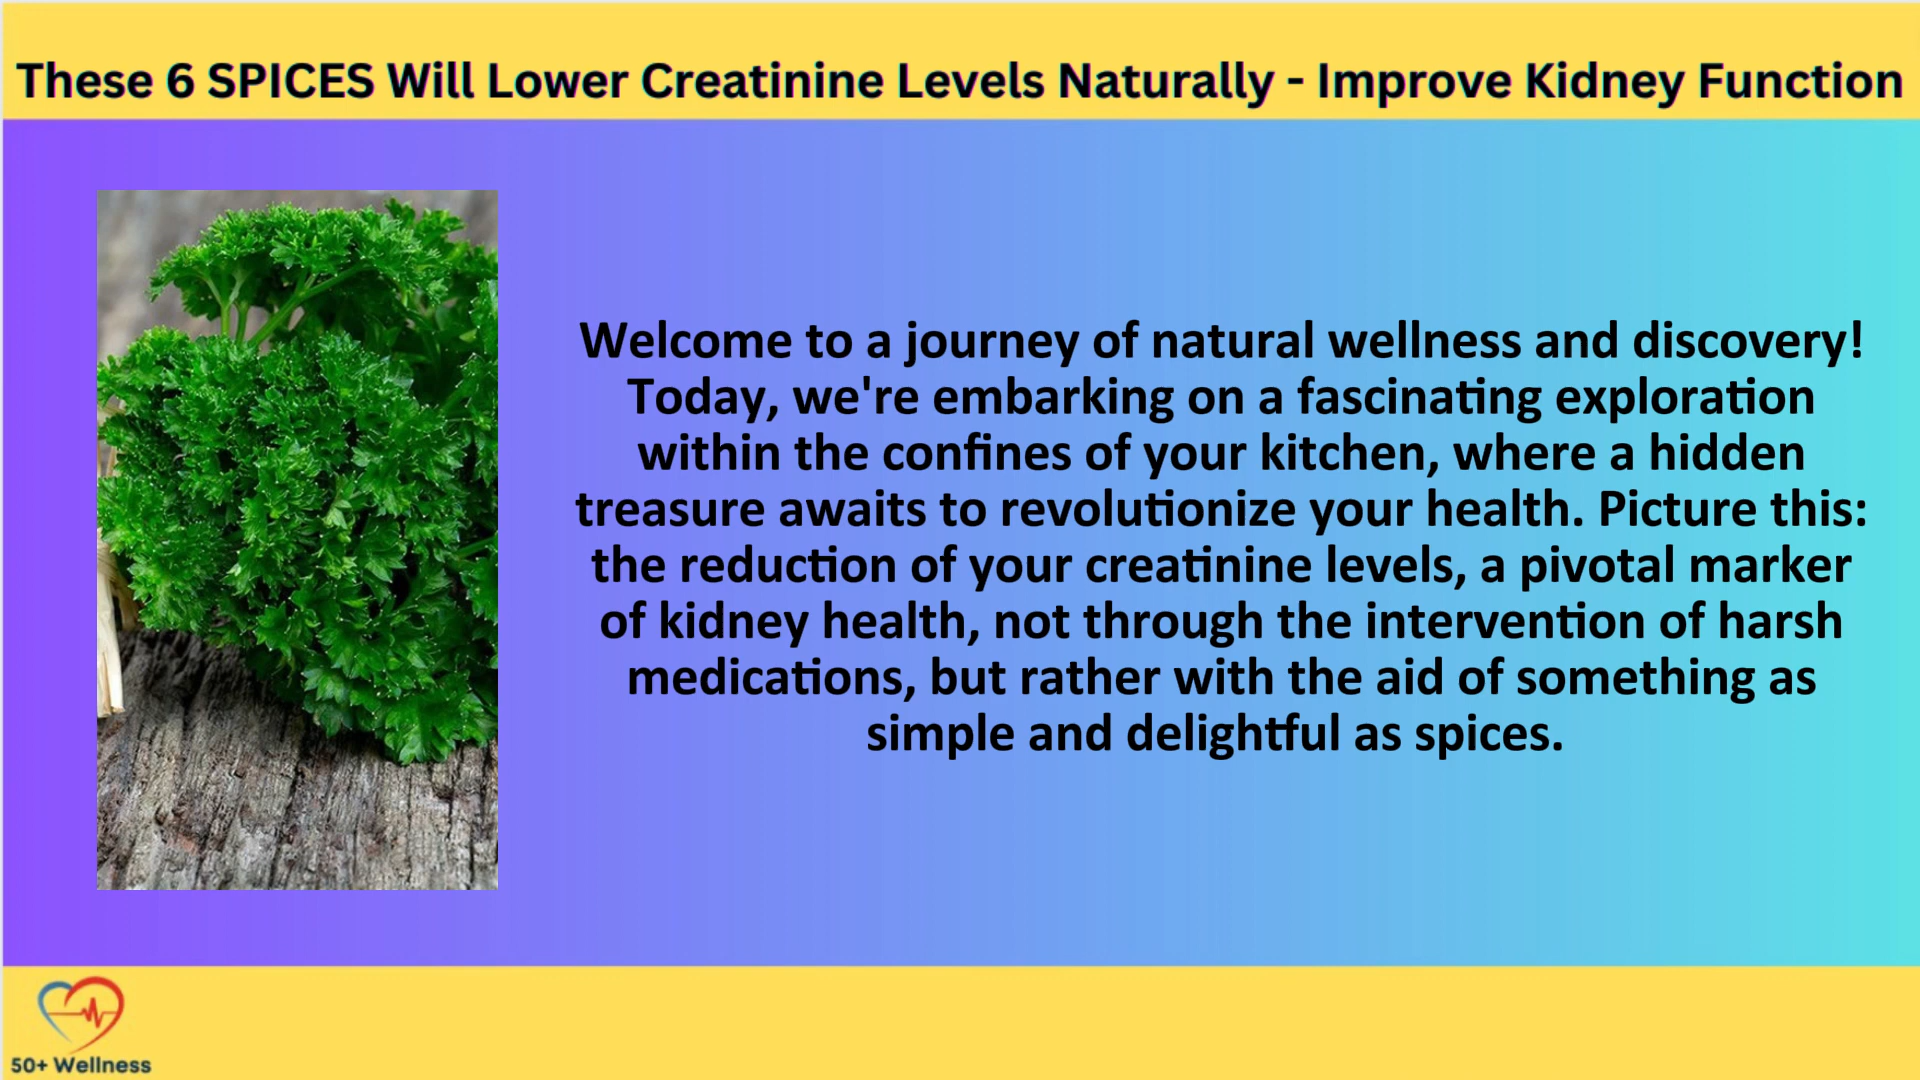 These 6 SPICES Will Lower Creatinine Levels Naturally - Improve Kidney Function
Welcome to a journey of natural wellness and discovery!
Today, we're embarking on a fascinating exploration
within the confines of your kitchen, where a hidden
treasure awaits to revolutionize your health. Picture this:
the reduction of your creatinine levels, a pivotal marker
of kidney health, not through the intervention of harsh
medications, but rather with the aid of something as
simple and delightful as spices.
50+ Wellness